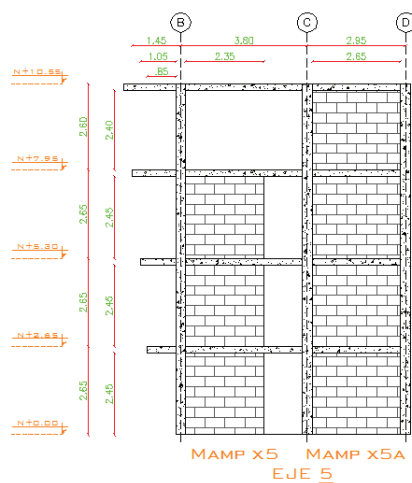 B C D
1.45 3.60 2.95
1.05 2.35 2.65
.85
N+10.55
2.60 2.40
N+7.95
2.65 2.45
N+5.30
2.65 2.45
N+2.65
2.65 2.45
N+0.00
MAMP X5 MAMP X5A
EJE 5